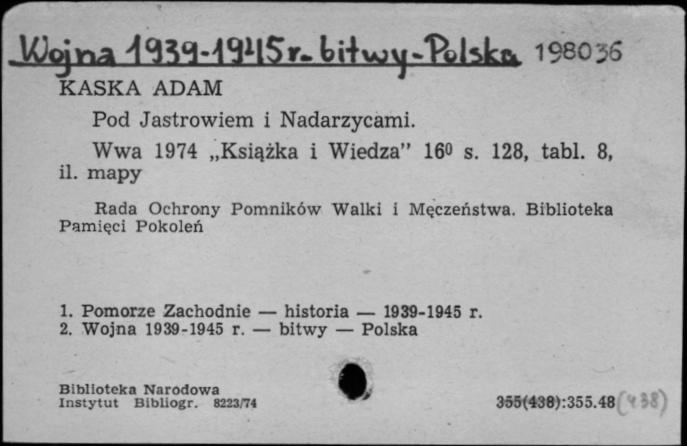 Wojna 1939-1945 r. - bitwy - Polska 198036
KASKA ADAM
Pod Jastrowiem i Nadarzycami.
Wwa 1974 „Książka i Wiedza” 16⁰ s. 128, tabl. 8,
il. mapy
Rada Ochrony Pomników Walki i Męczeństwa. Biblioteka
Pamięci Pokoleń
1. Pomorze Zachodnie — historia — 1939-1945 r.
2. Wojna 1939-1945 r. — bitwy — Polska
Biblioteka Narodowa
Instytut Bibliogr. 8223/74
355(438):355.48(438)